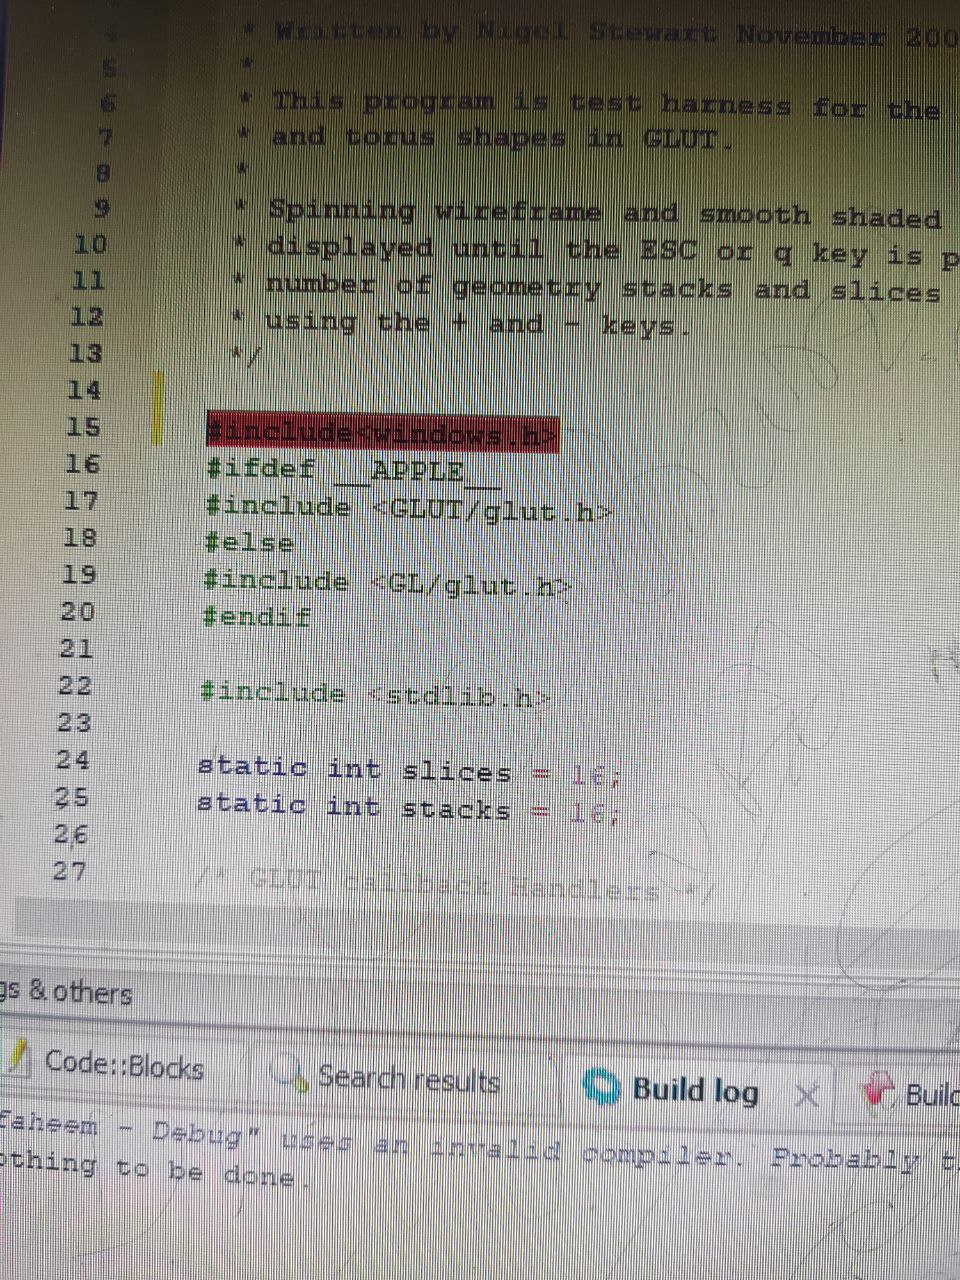 * Written by Nigel Stewart November 200
5 *
6 * This program is test harness for the
7 * and torus shapes in GLUT.
8 *
9 * Spinning wireframe and smooth shaded
10 * displayed until the ESC or q key is p
11 * number of geometry stacks and slices
12 * using the + and - keys.
13 */
14
15 #include<windows.h>
16 #ifdef __APPLE__
17 #include <GLUT/glut.h>
18 #else
19 #include <GL/glut.h>
20 #endif
21
22 #include <stdlib.h>
23
24 static int slices = 16;
25 static int stacks = 16;
26
27 /* GLUT callback Handlers */
gs & others
Code::Blocks Search results Build log Build
faheem - Debug" uses an invalid compiler. Probably t
othing to be done.